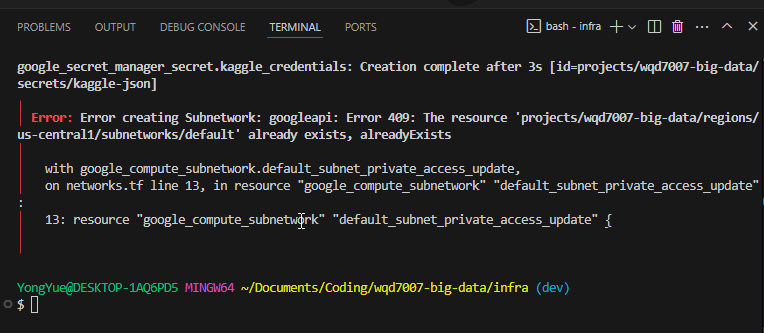 PROBLEMS OUTPUT DEBUG CONSOLE TERMINAL PORTS bash - infra
google_secret_manager_secret.kaggle_credentials: Creation complete after 3s [id=projects/wqd7007-big-data/
secrets/kaggle-json]
Error: Error creating Subnetwork: googleapi: Error 409: The resource 'projects/wqd7007-big-data/regions/
us-central1/subnetworks/default' already exists, alreadyExists
with google_compute_subnetwork.default_subnet_private_access_update,
on networks.tf line 13, in resource "google_compute_subnetwork" "default_subnet_private_access_update"
:
13: resource "google_compute_subnetwork" "default_subnet_private_access_update" {
YongYue@DESKTOP-1AQ6PD5 MINGW64 ~/Documents/Coding/wqd7007-big-data/infra (dev)
$